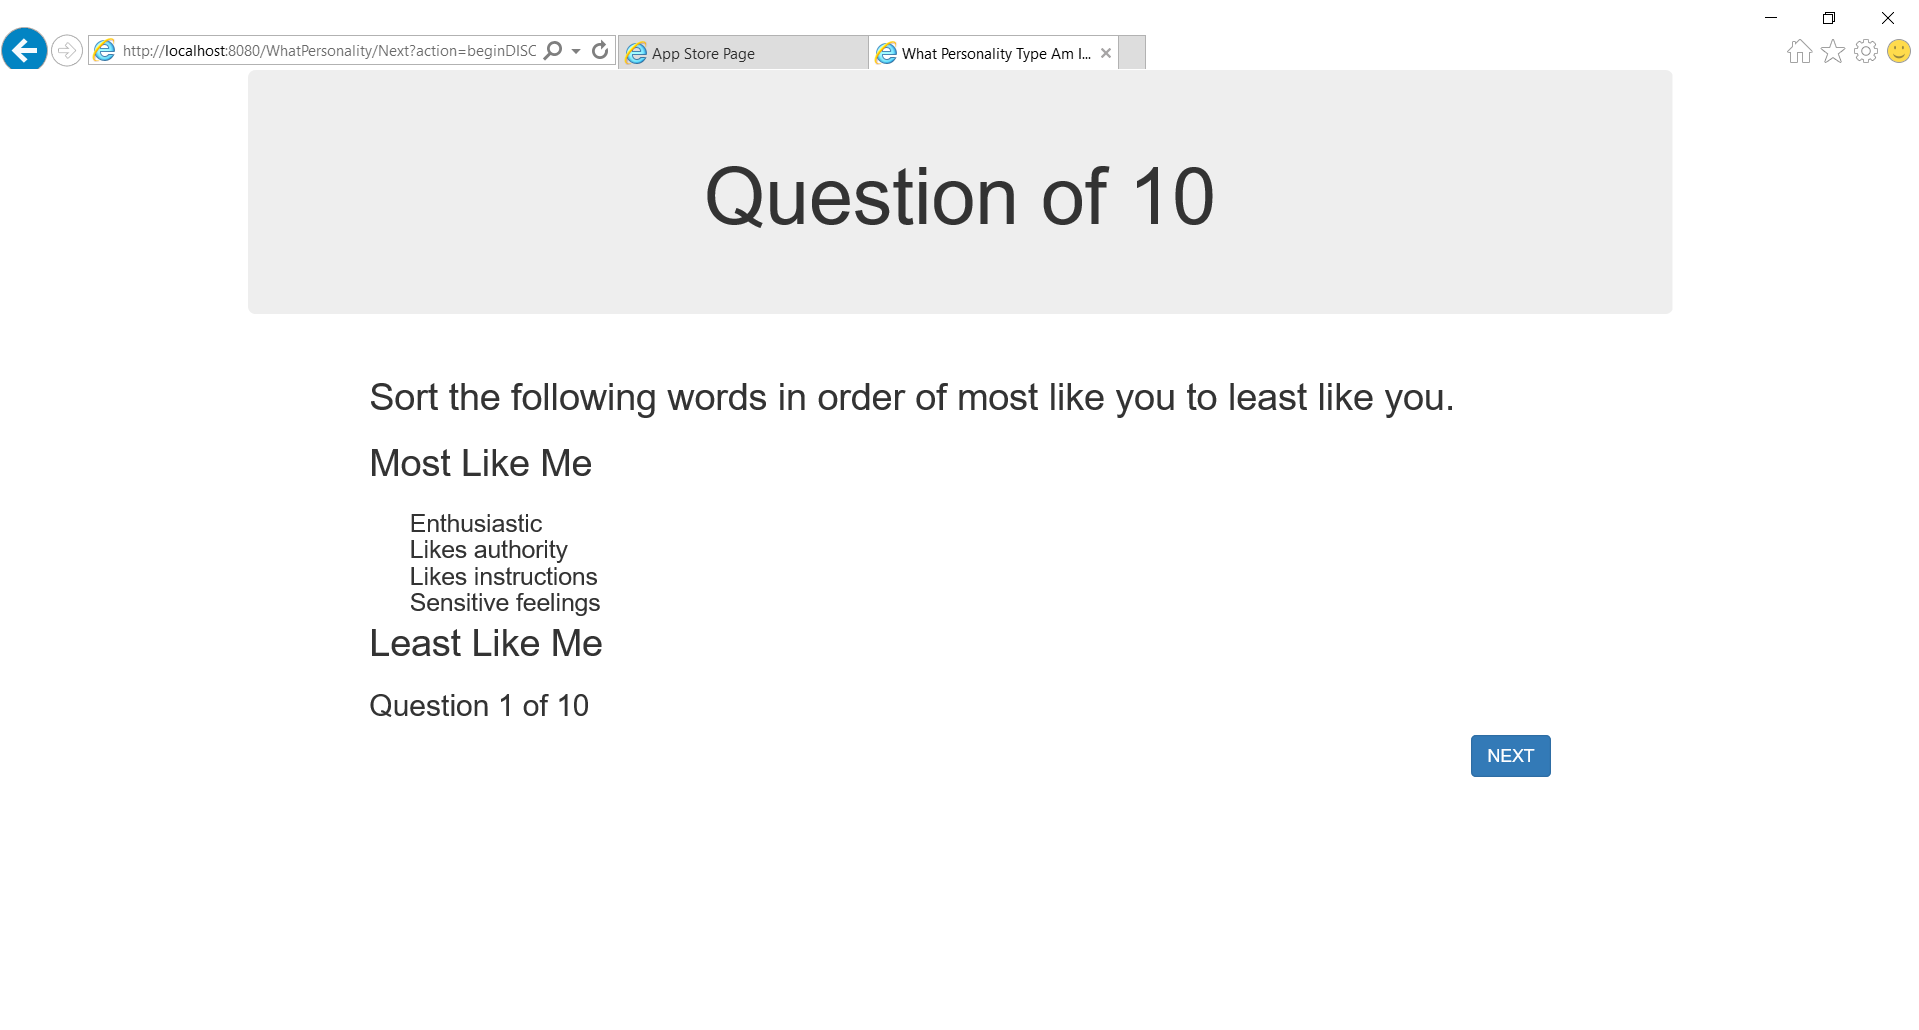 http://localhost:8080/WhatPersonality/Next?action=beginDISC
App Store Page
What Personality Type Am I...
Question of 10
Sort the following words in order of most like you to least like you.
Most Like Me
Enthusiastic
Likes authority
Likes instructions
Sensitive feelings
Least Like Me
Question 1 of 10
NEXT